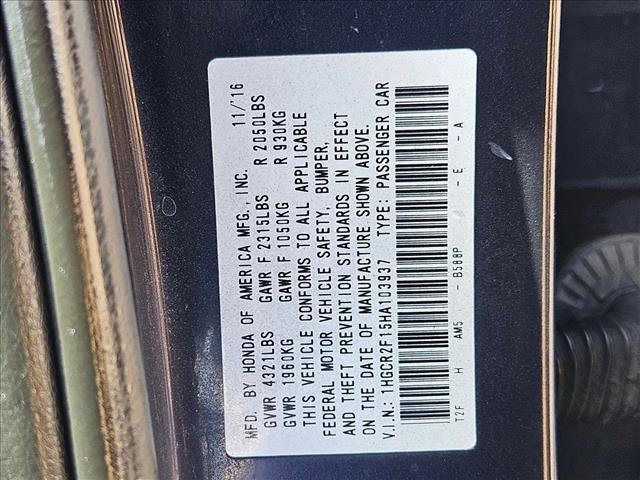 MFD. BY HONDA OF AMERICA MFG., INC. 11/'16
GVWR 4321LBS GAWR F 2315LBS R 2050LBS
GVWR 1960KG GAWR F 1050KG R 930KG
THIS VEHICLE CONFORMS TO ALL APPLICABLE
FEDERAL MOTOR VEHICLE SAFETY, BUMPER,
AND THEFT PREVENTION STANDARDS IN EFFECT
ON THE DATE OF MANUFACTURE SHOWN ABOVE.
V.I.N.: 1HGCR2F15HA103937 TYPE: PASSENGER CAR
T2F H AM5 - B588P - E - A